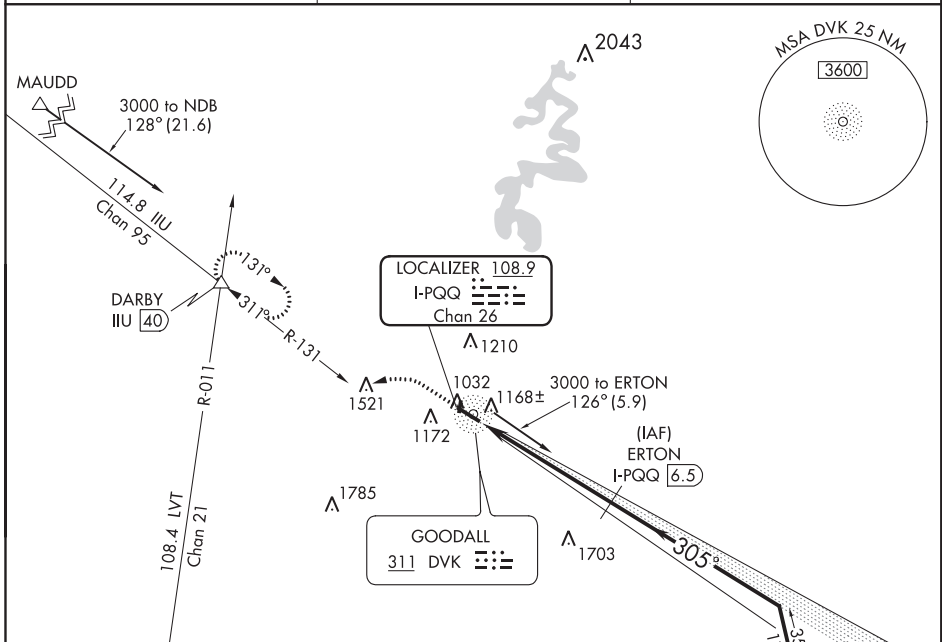 2043
MSA DVK 25 NM
3600
MAUDD
3000 to NDB
128° (21.6)
114.8 IIU
Chan 95
131°
311°
DARBY
IIU 40
R-131
R-011
108.4 LVT
Chan 21
LOCALIZER 108.9
I-PQQ
Chan 26
1210
1521
1032
1168±
1172
3000 to ERTON
126° (5.9)
(IAF)
ERTON
I-PQQ 6.5
1785
GOODALL
311 DVK
1703
305°